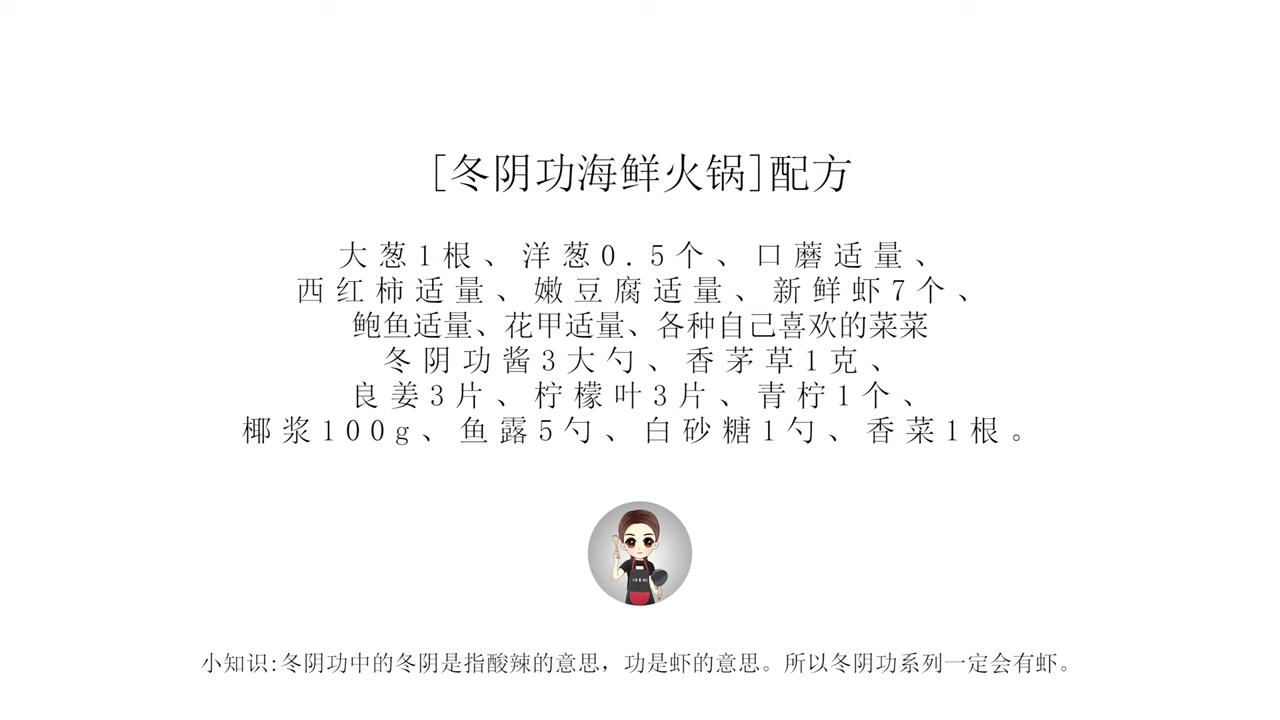 [冬阴功海鲜火锅]配方
大葱1根、洋葱0.5个、口蘑适量、
西红柿适量、嫩豆腐适量、新鲜虾7个、
鲍鱼适量、花甲适量、各种自己喜欢的菜菜
冬阴功酱3大勺、香茅草1克、
良姜3片、柠檬叶3片、青柠1个、
椰浆100g、鱼露5勺、白砂糖1勺、香菜1根。
小知识:冬阴功中的冬阴是指酸辣的意思，功是虾的意思。所以冬阴功系列一定会有虾。